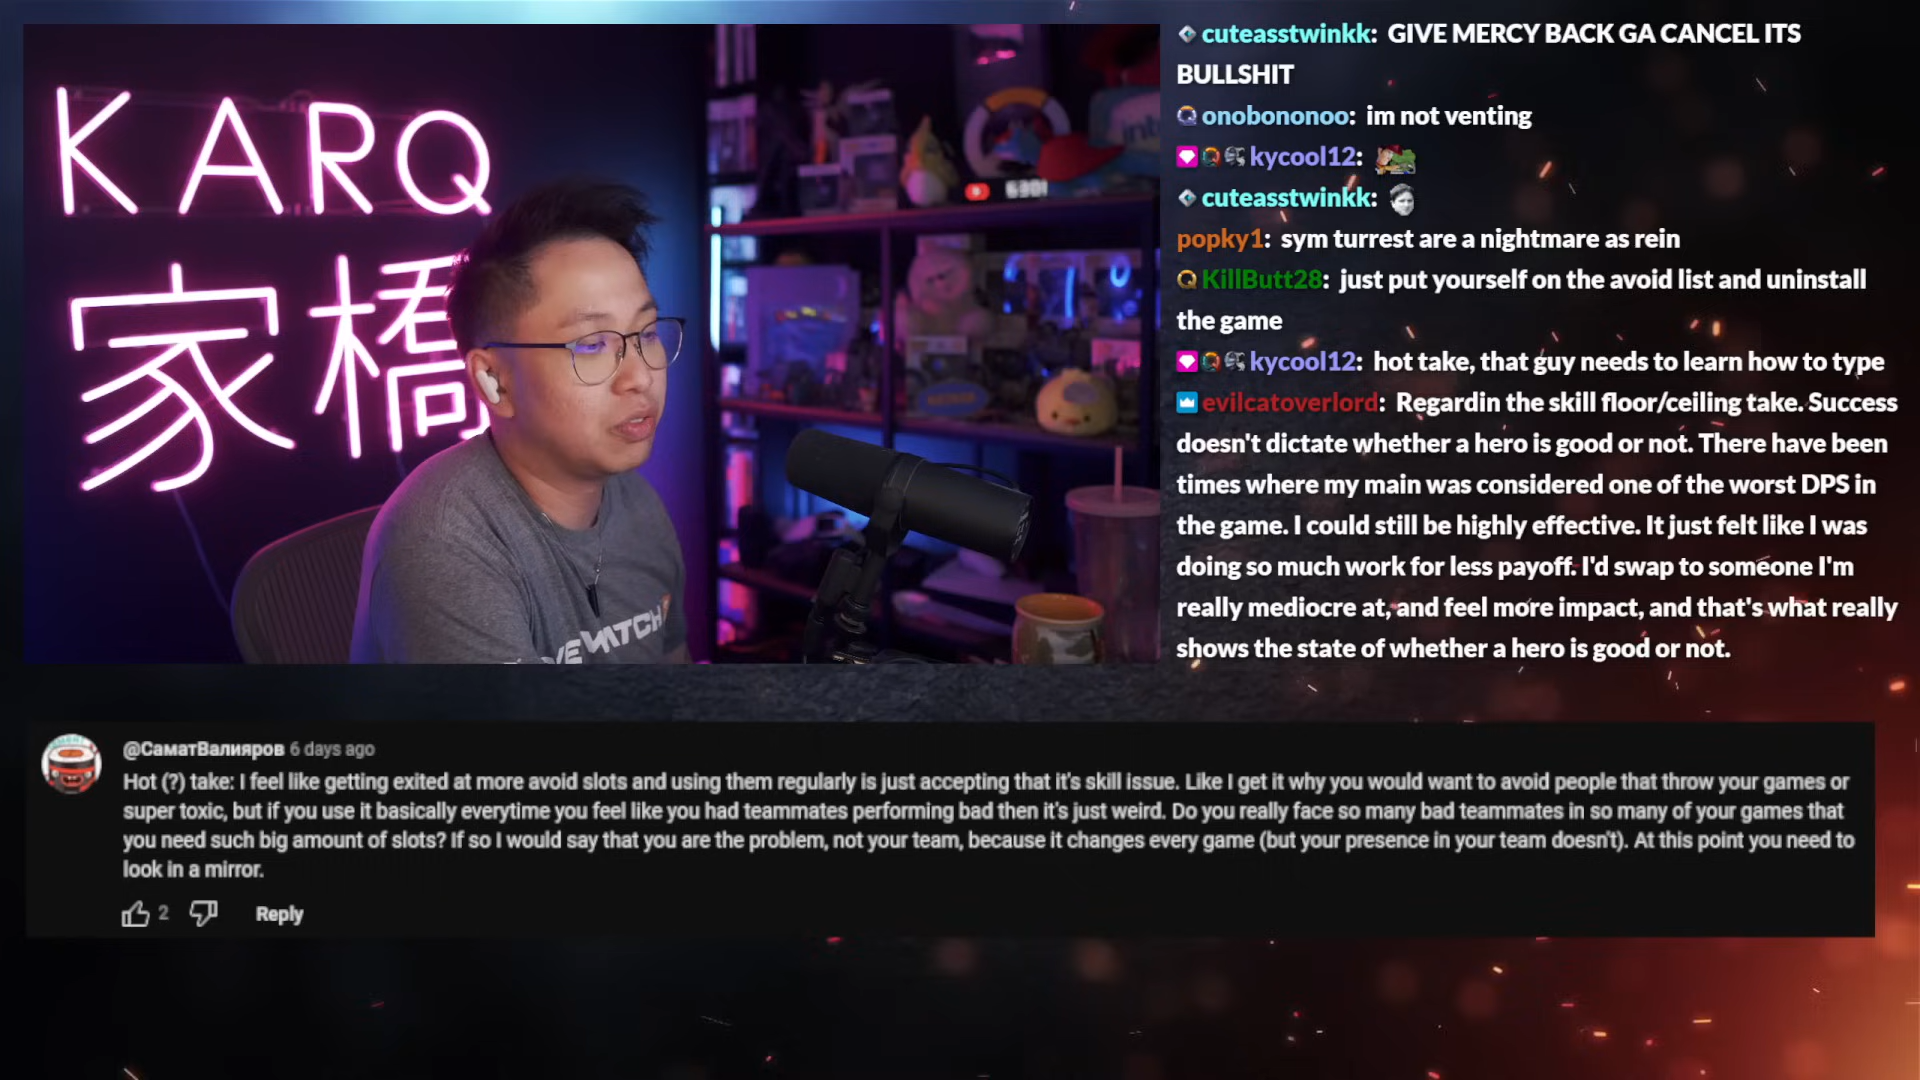 KARQ
家橋
cuteasstwinkk: GIVE MERCY BACK GA CANCEL ITS
BULLSHIT
onobononoo: im not venting
kycool12:
cuteasstwinkk:
popky1: sym turrest are a nightmare as rein
KillButt28: just put yourself on the avoid list and uninstall
the game
kycool12: hot take, that guy needs to learn how to type
evilcatoverlord: Regardin the skill floor/ceiling take. Success
doesn't dictate whether a hero is good or not. There have been
times where my main was considered one of the worst DPS in
the game. I could still be highly effective. It just felt like I was
doing so much work for less payoff. I'd swap to someone I'm
really mediocre at, and feel more impact, and that's what really
shows the state of whether a hero is good or not.
@СаматВалияров 6 days ago
Hot (?) take: I feel like getting exited at more avoid slots and using them regularly is just accepting that it's skill issue. Like I get it why you would want to avoid people that throw your games or
super toxic, but if you use it basically everytime you feel like you had teammates performing bad then it's just weird. Do you really face so many bad teammates in so many of your games that
you need such big amount of slots? If so I would say that you are the problem, not your team, because it changes every game (but your presence in your team doesn't). At this point you need to
look in a mirror.
2 Reply